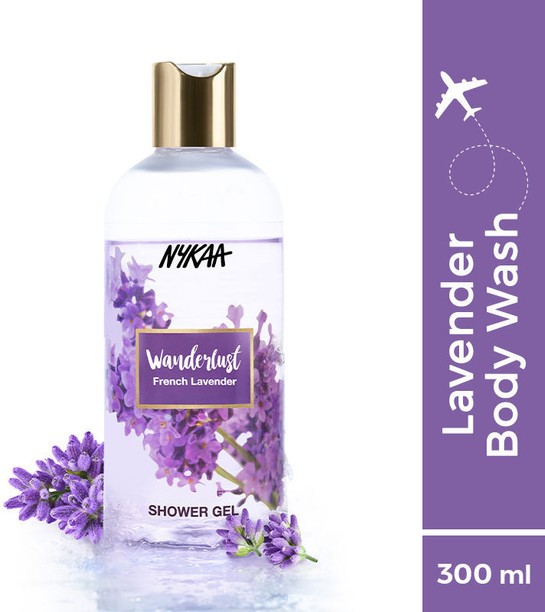 NYKAA
Wanderlust
French Lavender
SHOWER GEL
Lavender
Body Wash
300 ml